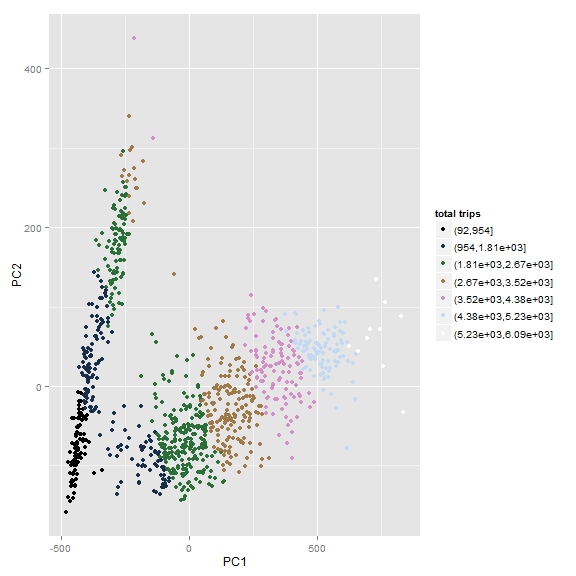 400
200
0
PC2
-500
0
500
PC1
total trips
(92,954]
(954,1.81e+03]
(1.81e+03,2.67e+03]
(2.67e+03,3.52e+03]
(3.52e+03,4.38e+03]
(4.38e+03,5.23e+03]
(5.23e+03,6.09e+03]